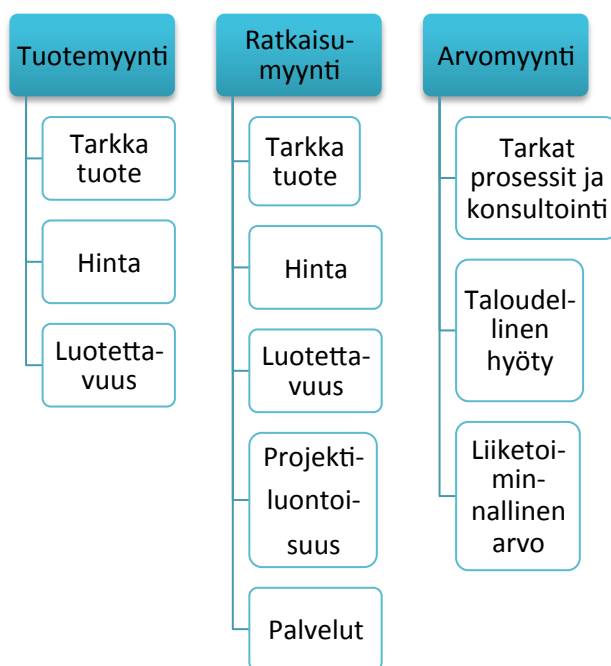 Tuotemyynti
Tarkka
tuote
Hinta
Luotetta-
vuus
Ratkaisu-
myynti
Tarkka
tuote
Hinta
Luotetta-
vuus
Projekti-
luontoi-
suus
Palvelut
Arvomyynti
Tarkat
prosessit ja
konsultointi
Taloudel-
linen
hyöty
Liiketoi-
min-
nallinen
arvo